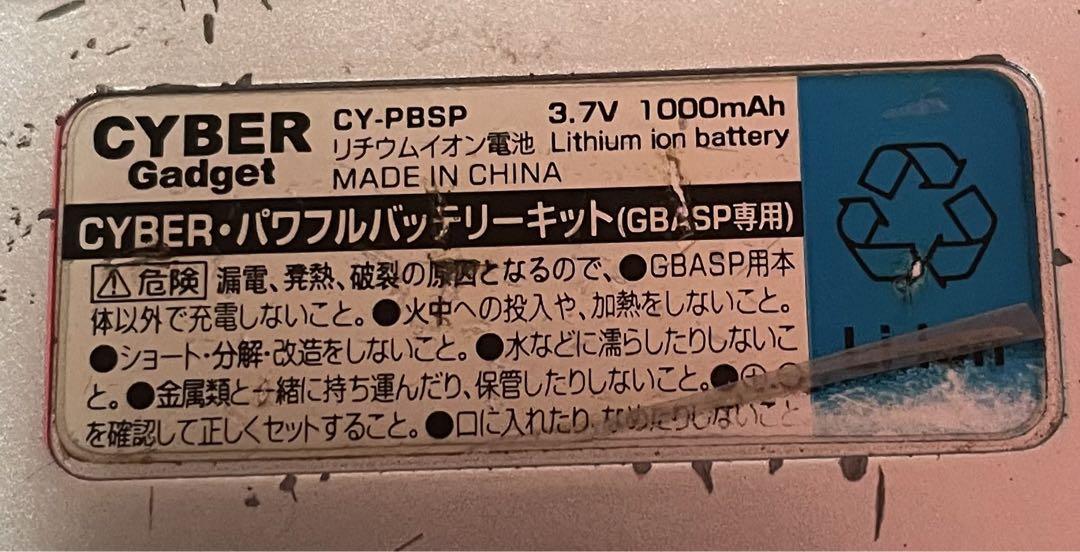 CYBER
Gadget
CY-PBSP 3.7V 1000mAh
リチウムイオン電池 Lithium ion battery
MADE IN CHINA
CYBER・パワフルバッテリーキット(GBASP専用)
⚠危険 漏電、発熱、破裂の原因となるので、●GBASP用本
体以外で充電しないこと。●火中への投入や、加熱をしないこと。
●ショート・分解・改造をしないこと。●水などに濡らしたりしないこ
と。●金属類と一緒に持ち運んだり、保管したりしないこと。●⊕
を確認して正しくセットすること。●口に入れたり、なめたりしないこと
Li-ion